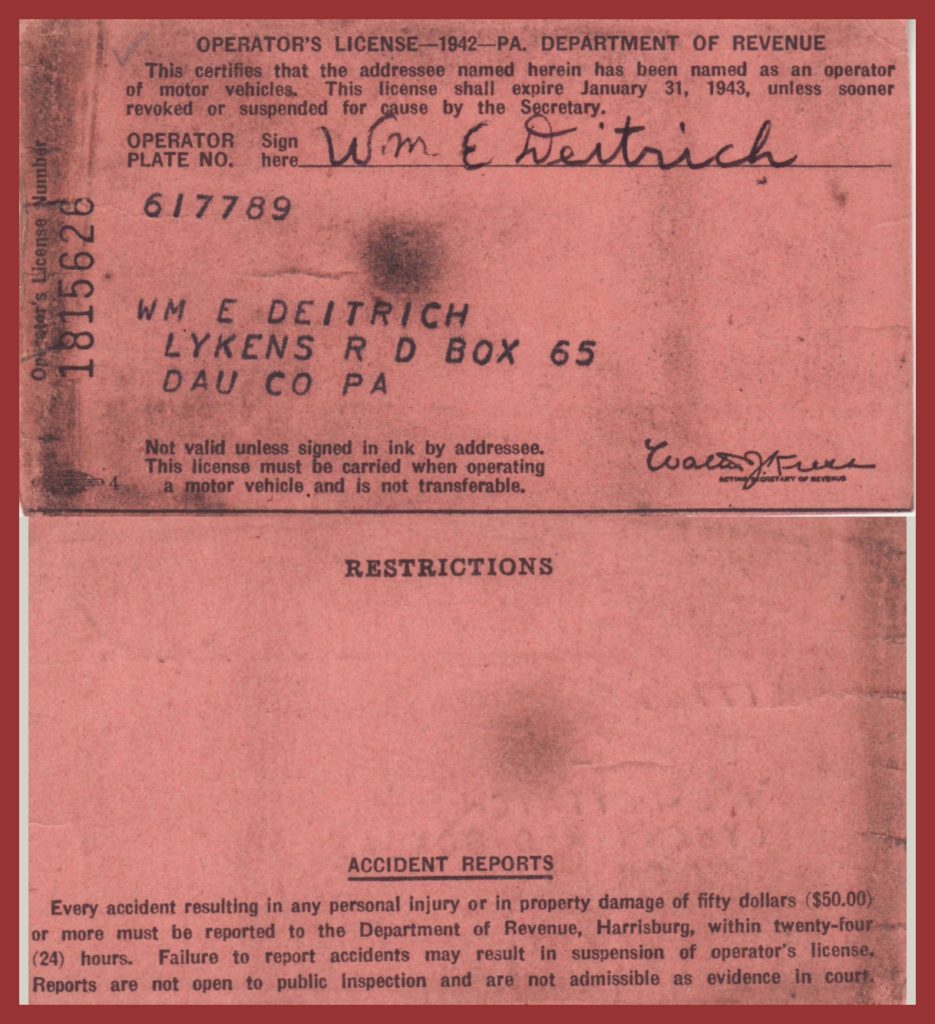 OPERATOR'S LICENSE—1942—PA. DEPARTMENT OF REVENUE
This certifies that the addressee named herein has been named as an operator
of motor vehicles. This license shall expire January 31, 1943, unless sooner
revoked or suspended for cause by the Secretary.
OPERATOR
PLATE NO.
Sign
here
Wm E Deitrich
617789
Operator's License Number
1815626
WM E DEITRICH
LYKENS R D BOX 65
DAU CO PA
Not valid unless signed in ink by addressee.
This license must be carried when operating
a motor vehicle and is not transferable.
4
Walter J
ACTING SECRETARY OF REVENUE
RESTRICTIONS
ACCIDENT REPORTS
Every accident resulting in any personal injury or in property damage of fifty dollars ($50.00)
or more must be reported to the Department of Revenue, Harrisburg, within twenty-four
(24) hours. Failure to report accidents may result in suspension of operator's license.
Reports are not open to public inspection and are not admissible as evidence in court.